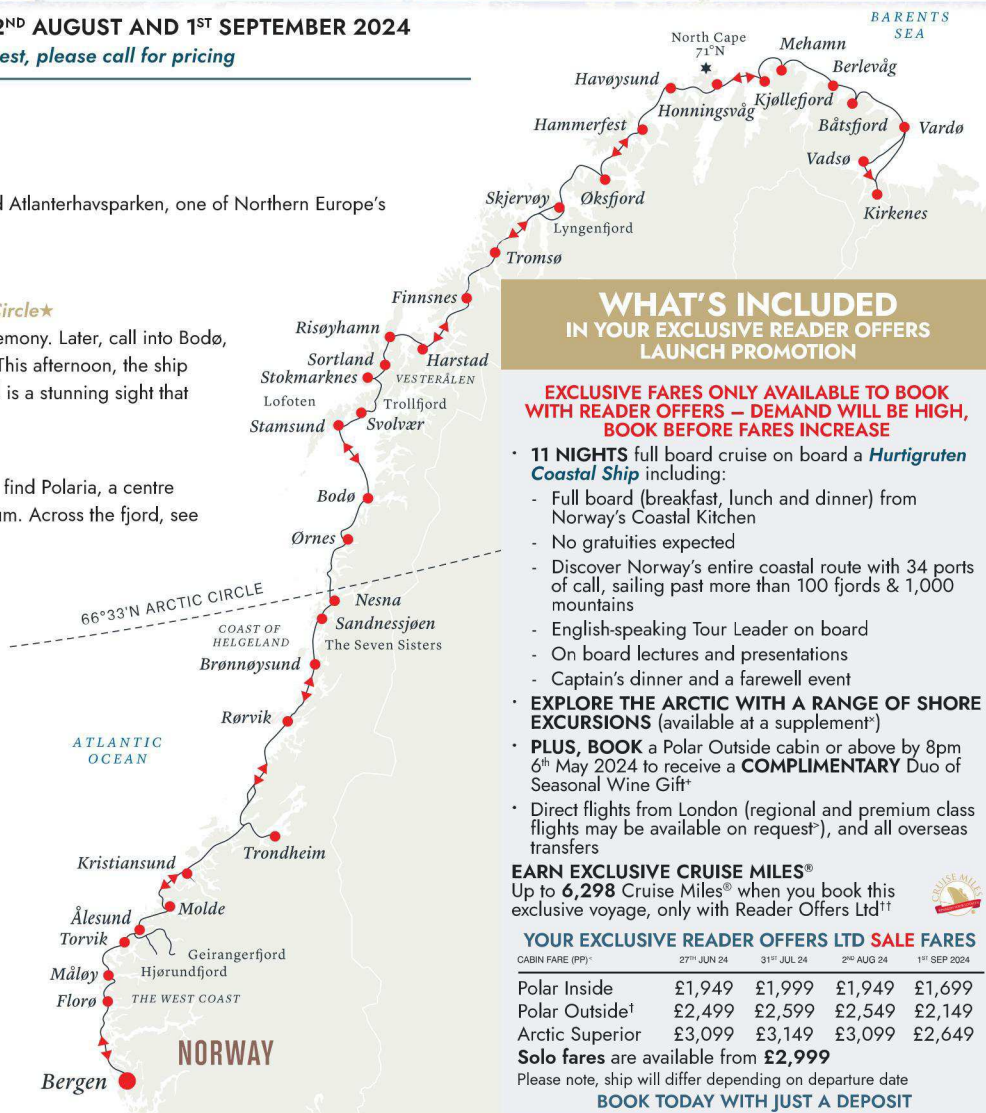 2ND AUGUST AND 1ST SEPTEMBER 2024
est, please call for pricing
d Atlanterhavsparken, one of Northern Europe’s
Circle★
emony. Later, call into Bodø,
This afternoon, the ship
is a stunning sight that
find Polaria, a centre
um. Across the fjord, see
BARENTS
SEA
North Cape
71°N
Mehamn
Berlevåg
Havøysund
Honningsvåg
Kjøllefjord
Hammerfest
Båtsfjord
Vardø
Vadsø
Skjervøy
Øksfjord
Kirkenes
Lyngenfjord
Tromsø
Finnsnes
Risøyhamn
Harstad
Sortland
Stokmarknes
VESTERÅLEN
Lofoten
Trollfjord
Stamsund
Svolvær
Bodø
Ørnes
66°33'N ARCTIC CIRCLE
Nesna
Sandnessjøen
COAST OF
HELGELAND
The Seven Sisters
Brønnøysund
Rørvik
ATLANTIC
OCEAN
Trondheim
Kristiansund
Molde
Ålesund
Torvik
Geirangerfjord
Hjørundfjord
Måløy
Florø
THE WEST COAST
NORWAY
Bergen
WHAT’S INCLUDED
IN YOUR EXCLUSIVE READER OFFERS
LAUNCH PROMOTION
EXCLUSIVE FARES ONLY AVAILABLE TO BOOK
WITH READER OFFERS – DEMAND WILL BE HIGH,
BOOK BEFORE FARES INCREASE
· 11 NIGHTS full board cruise on board a Hurtigruten
Coastal Ship including:
- Full board (breakfast, lunch and dinner) from
Norway’s Coastal Kitchen
- No gratuities expected
- Discover Norway’s entire coastal route with 34 ports
of call, sailing past more than 100 fjords & 1,000
mountains
- English-speaking Tour Leader on board
- On board lectures and presentations
- Captain’s dinner and a farewell event
· EXPLORE THE ARCTIC WITH A RANGE OF SHORE
EXCURSIONS (available at a supplement×)
· PLUS, BOOK a Polar Outside cabin or above by 8pm
6th May 2024 to receive a COMPLIMENTARY Duo of
Seasonal Wine Gift+
· Direct flights from London (regional and premium class
flights may be available on request>), and all overseas
transfers
EARN EXCLUSIVE CRUISE MILES®
Up to 6,298 Cruise Miles® when you book this
exclusive voyage, only with Reader Offers Ltd††
CRUISE MILES
YOUR EXCLUSIVE READER OFFERS LTD SALE FARES
CABIN FARE (PP)< 27TH JUN 24 31ST JUL 24 2ND AUG 24 1ST SEP 2024
Polar Inside £1,949 £1,999 £1,949 £1,699
Polar Outside† £2,499 £2,599 £2,549 £2,149
Arctic Superior £3,099 £3,149 £3,099 £2,649
Solo fares are available from £2,999
Please note, ship will differ depending on departure date
BOOK TODAY WITH JUST A DEPOSIT